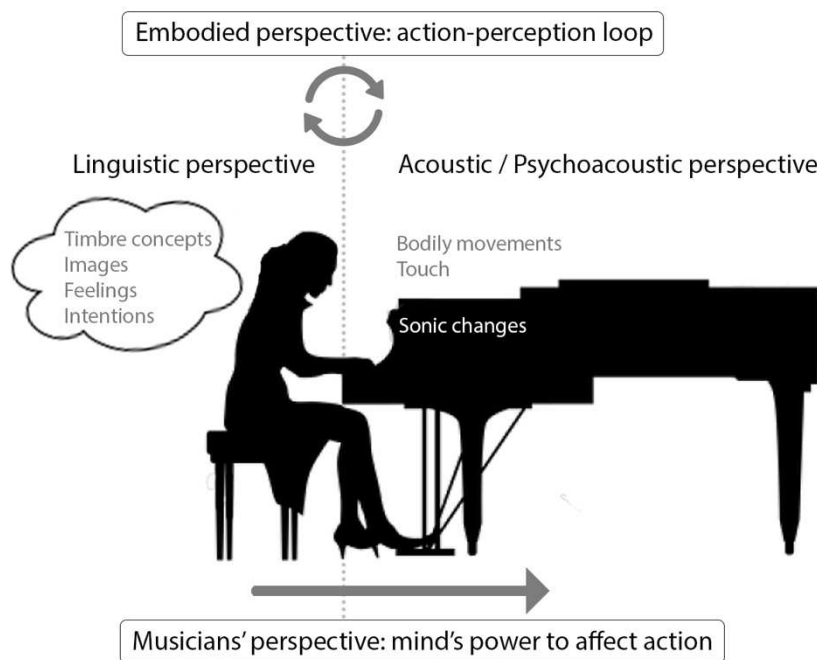 Embodied perspective: action-perception loop
Linguistic perspective
Acoustic / Psychoacoustic perspective
Timbre concepts
Images
Feelings
Intentions
Bodily movements
Touch
Sonic changes
Musicians' perspective: mind's power to affect action